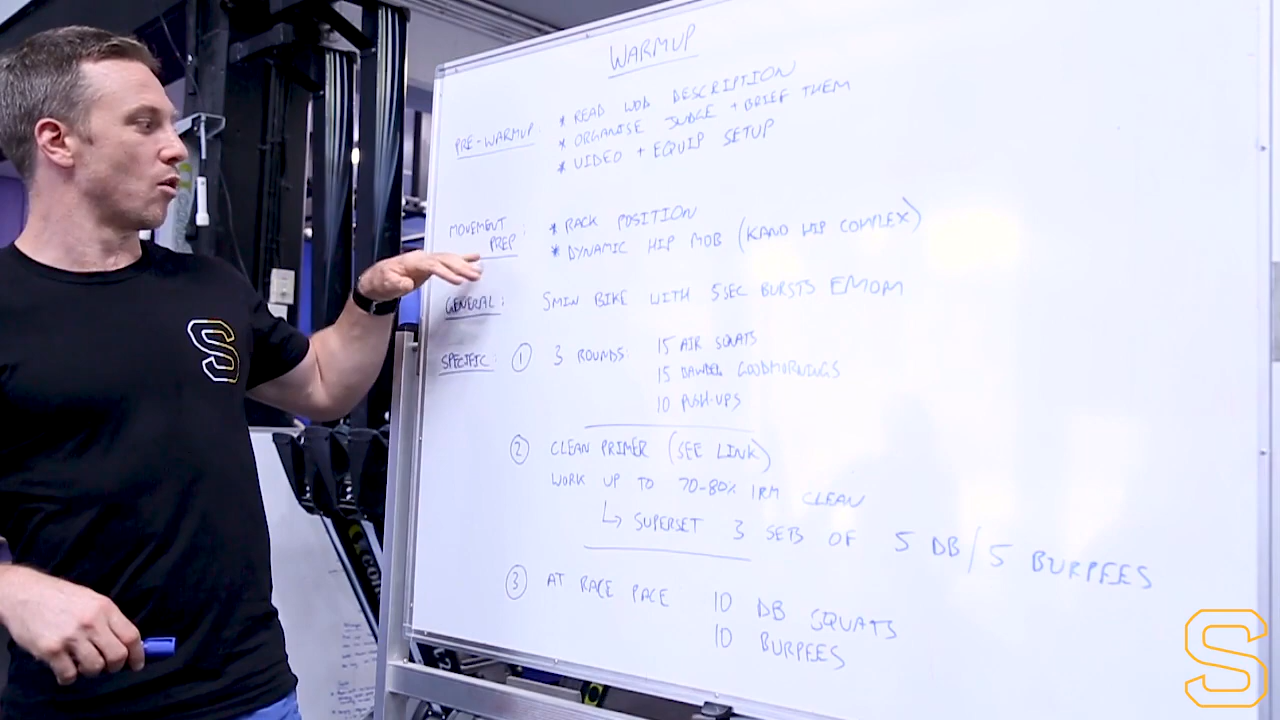 WARMUP
PRE-WARMUP: * READ WOD DESCRIPTION
* ORGANISE JUDGE + BRIEF THEM
* VIDEO + EQUIP SETUP
MOVEMENT PREP: * RACK POSITION
* DYNAMIC HIP MOB (KANO HIP COMPLEX)
GENERAL: 5MIN BIKE WITH 5SEC BURSTS EMOM
SPECIFIC: ① 3 ROUNDS: 15 AIR SQUATS
15 BARBELL GOODMORNINGS
10 PUSH-UPS
② CLEAN PRIMER (SEE LINK)
WORK UP TO 70-80% 1RM CLEAN
↳ SUPERSET 3 SETS OF 5 DB/5 BURPEES
③ AT RACE PACE 10 DB SQUATS
10 BURPEES
S
S